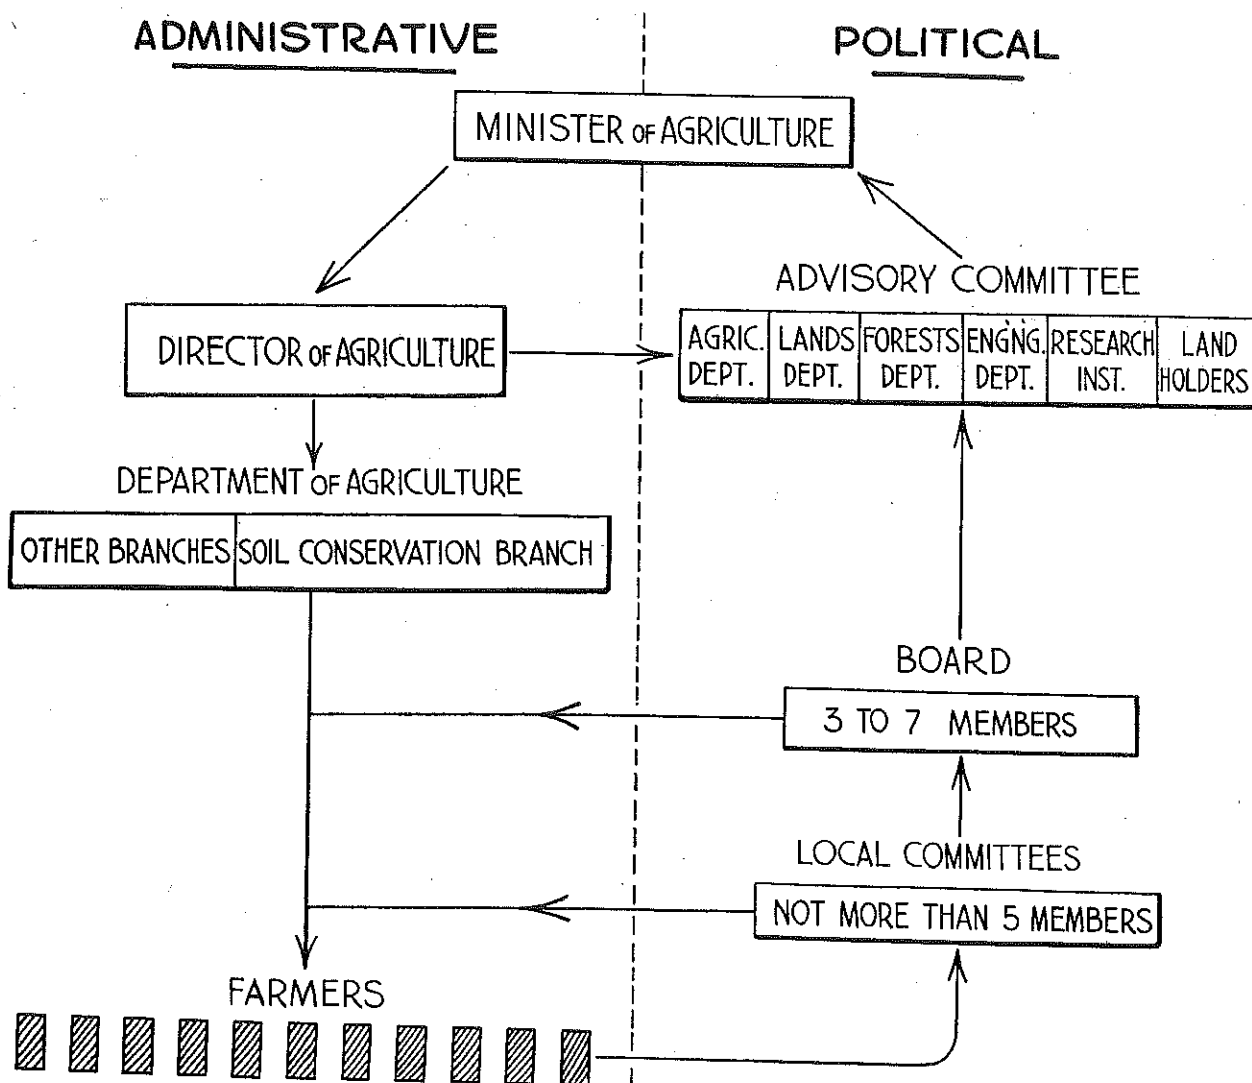 ADMINISTRATIVE
POLITICAL
MINISTER OF AGRICULTURE
ADVISORY COMMITTEE
DIRECTOR OF AGRICULTURE
AGRIC.
DEPT.
LANDS
DEPT.
FORESTS
DEPT.
ENG'N'G.
DEPT.
RESEARCH
INST.
LAND
HOLDERS
DEPARTMENT OF AGRICULTURE
OTHER BRANCHES
SOIL CONSERVATION BRANCH
BOARD
3 TO 7 MEMBERS
LOCAL COMMITTEES
NOT MORE THAN 5 MEMBERS
FARMERS